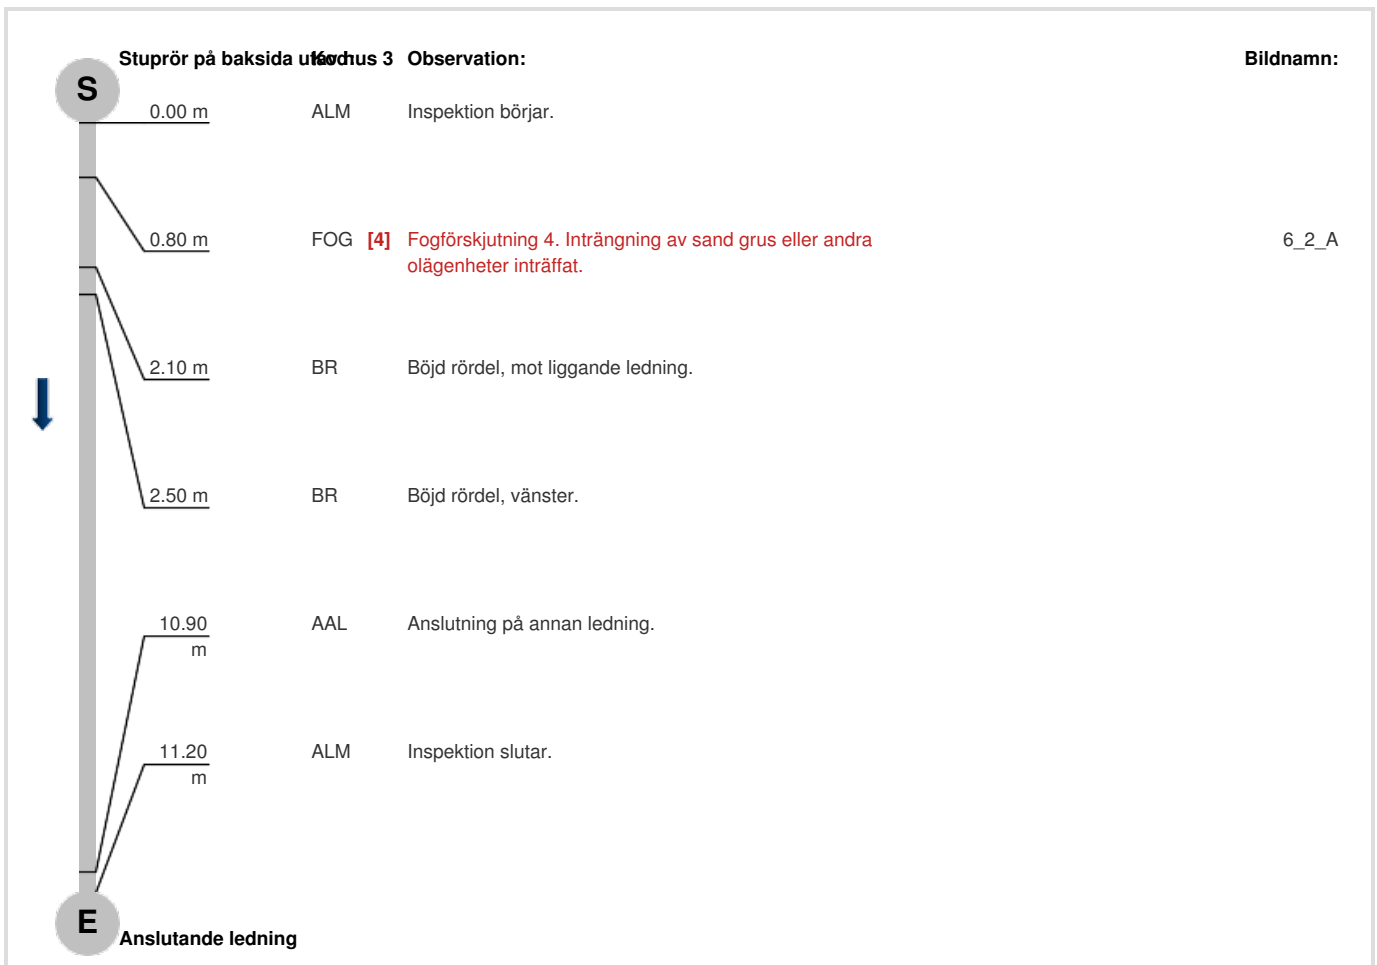 Stuprör på baksida utav hus 3 Kod: Observation: Bildnamn:
S
0.00 m ALM Inspektion börjar.
0.80 m FOG [4] Fogförskjutning 4. Inträngning av sand grus eller andra 6_2_A
olägenheter inträffat.
2.10 m BR Böjd rördel, mot liggande ledning.
2.50 m BR Böjd rördel, vänster.
10.90 AAL Anslutning på annan ledning.
m
11.20 ALM Inspektion slutar.
m
E
Anslutande ledning